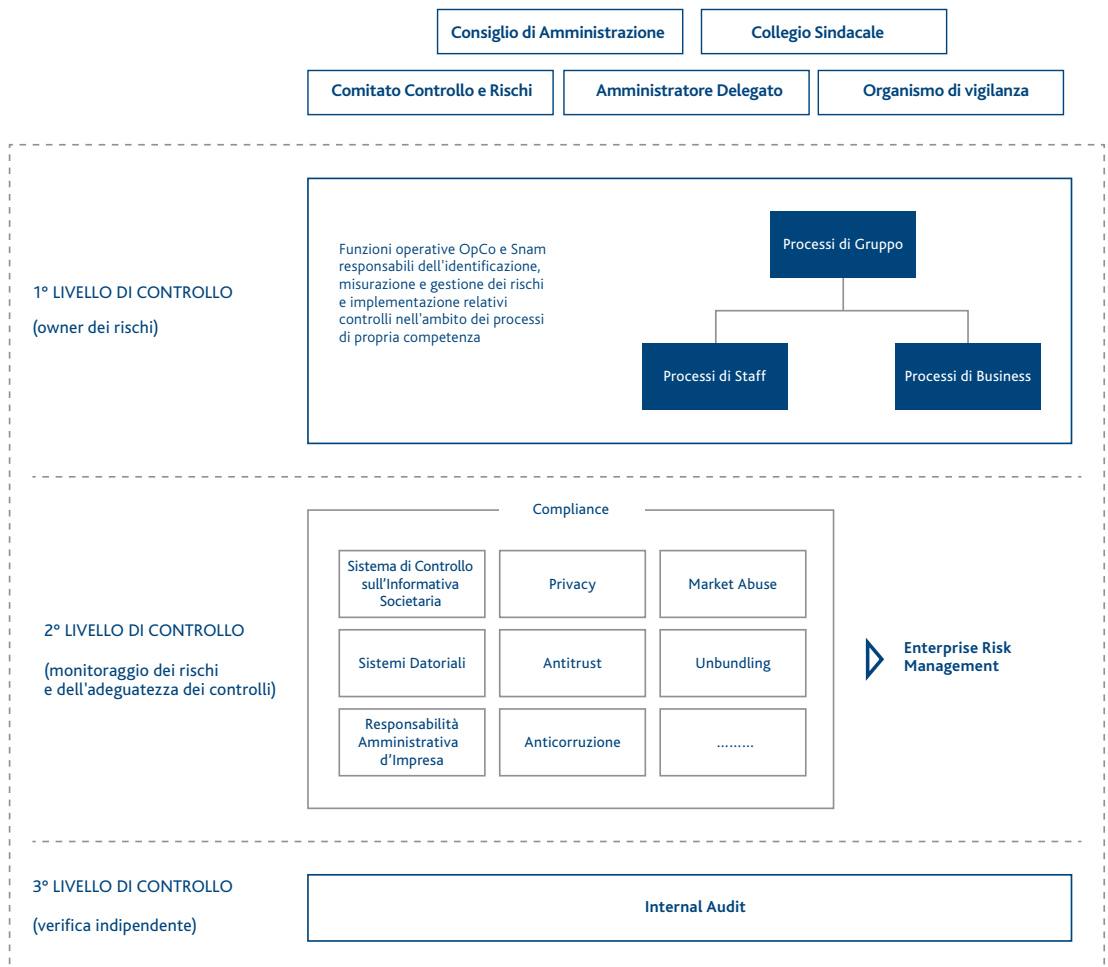 Consiglio di Amministrazione
Collegio Sindacale
Comitato Controllo e Rischi
Amministratore Delegato
Organismo di vigilanza
1° LIVELLO DI CONTROLLO
(owner dei rischi)
Funzioni operative OpCo e Snam
responsabili dell'identificazione,
misurazione e gestione dei rischi
e implementazione relativi
controlli nell'ambito dei processi
di propria competenza
Processi di Gruppo
Processi di Staff
Processi di Business
2° LIVELLO DI CONTROLLO
(monitoraggio dei rischi
e dell'adeguatezza dei controlli)
Compliance
Sistema di Controllo
sull'Informativa
Societaria
Privacy
Market Abuse
Sistemi Datoriali
Antitrust
Unbundling
Responsabilità
Amministrativa
d'Impresa
Anticorruzione
.........
Enterprise Risk
Management
3° LIVELLO DI CONTROLLO
(verifica indipendente)
Internal Audit